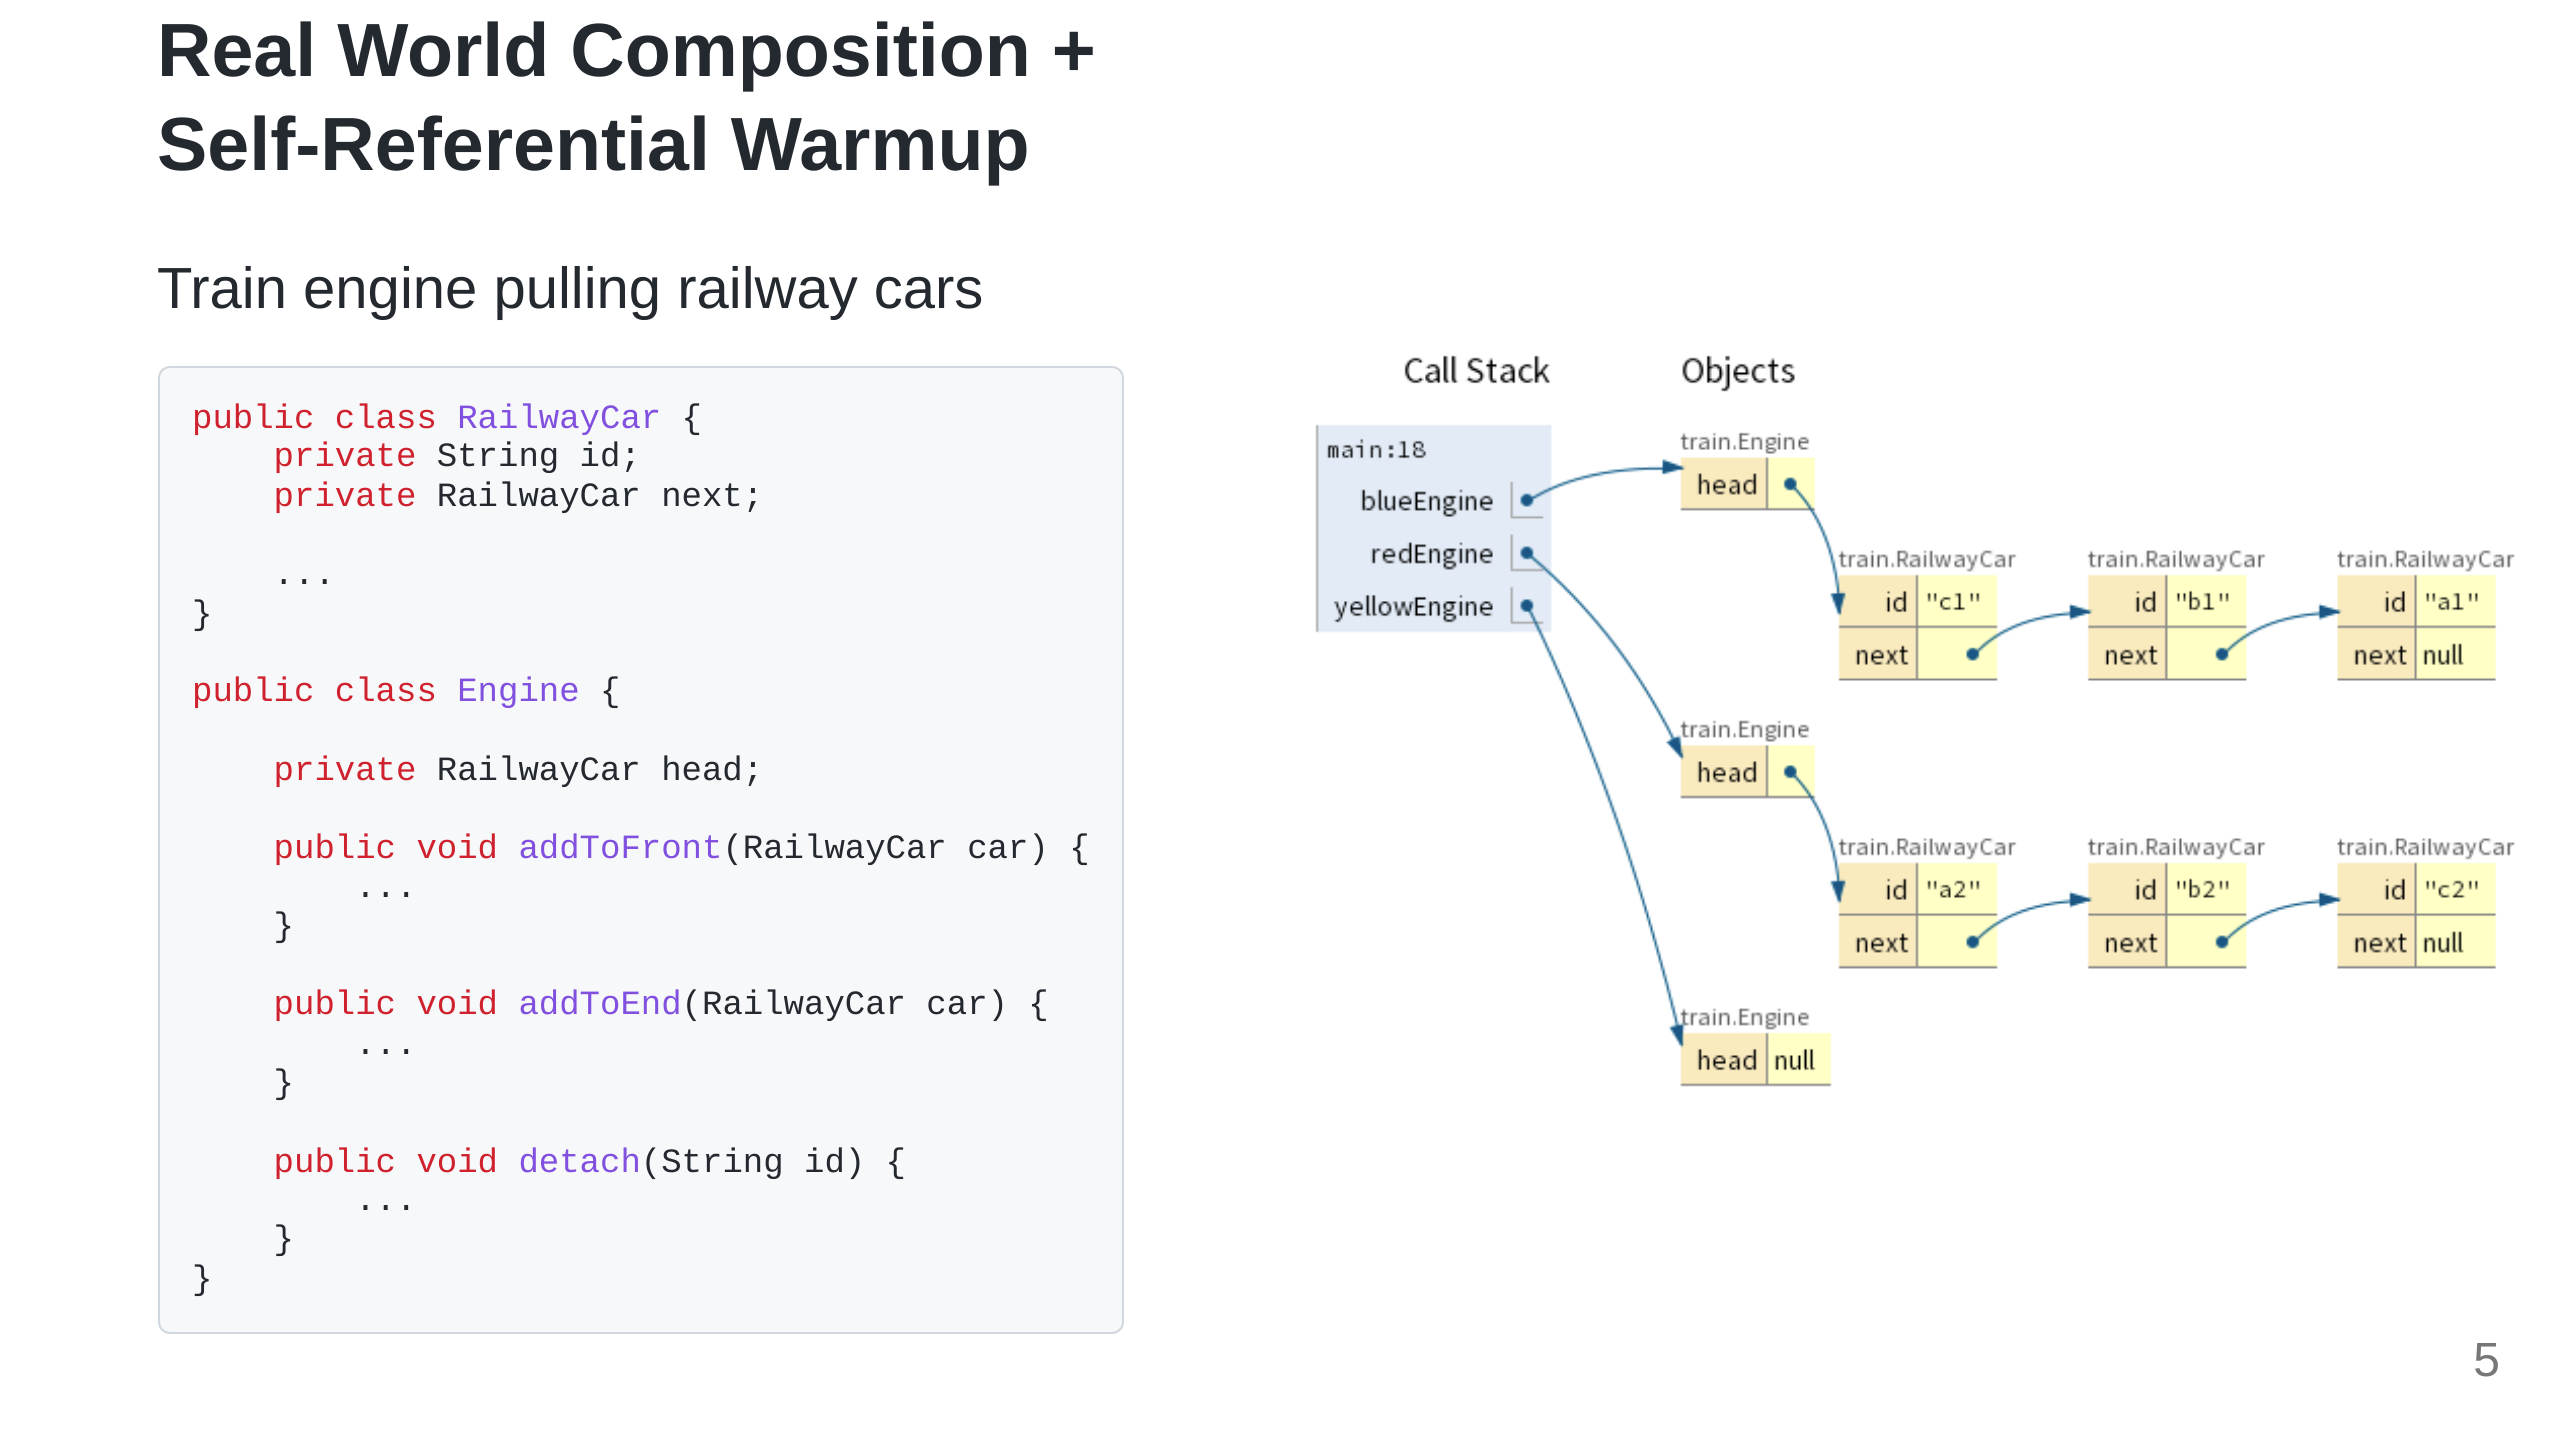 Real World Composition +
Self-Referential Warmup
Train engine pulling railway cars
public class RailwayCar {
    private String id;
    private RailwayCar next;

    ...
}

public class Engine {

    private RailwayCar head;

    public void addToFront(RailwayCar car) {
        ...
    }

    public void addToEnd(RailwayCar car) {
        ...
    }

    public void detach(String id) {
        ...
    }
}
Call Stack
Objects
main:18
blueEngine
redEngine
yellowEngine
train.Engine
head
train.RailwayCar train.RailwayCar train.RailwayCar
id "c1" id "b1" id "a1"
next next next null
train.Engine
head
train.RailwayCar train.RailwayCar train.RailwayCar
id "a2" id "b2" id "c2"
next next next null
train.Engine
head null
5